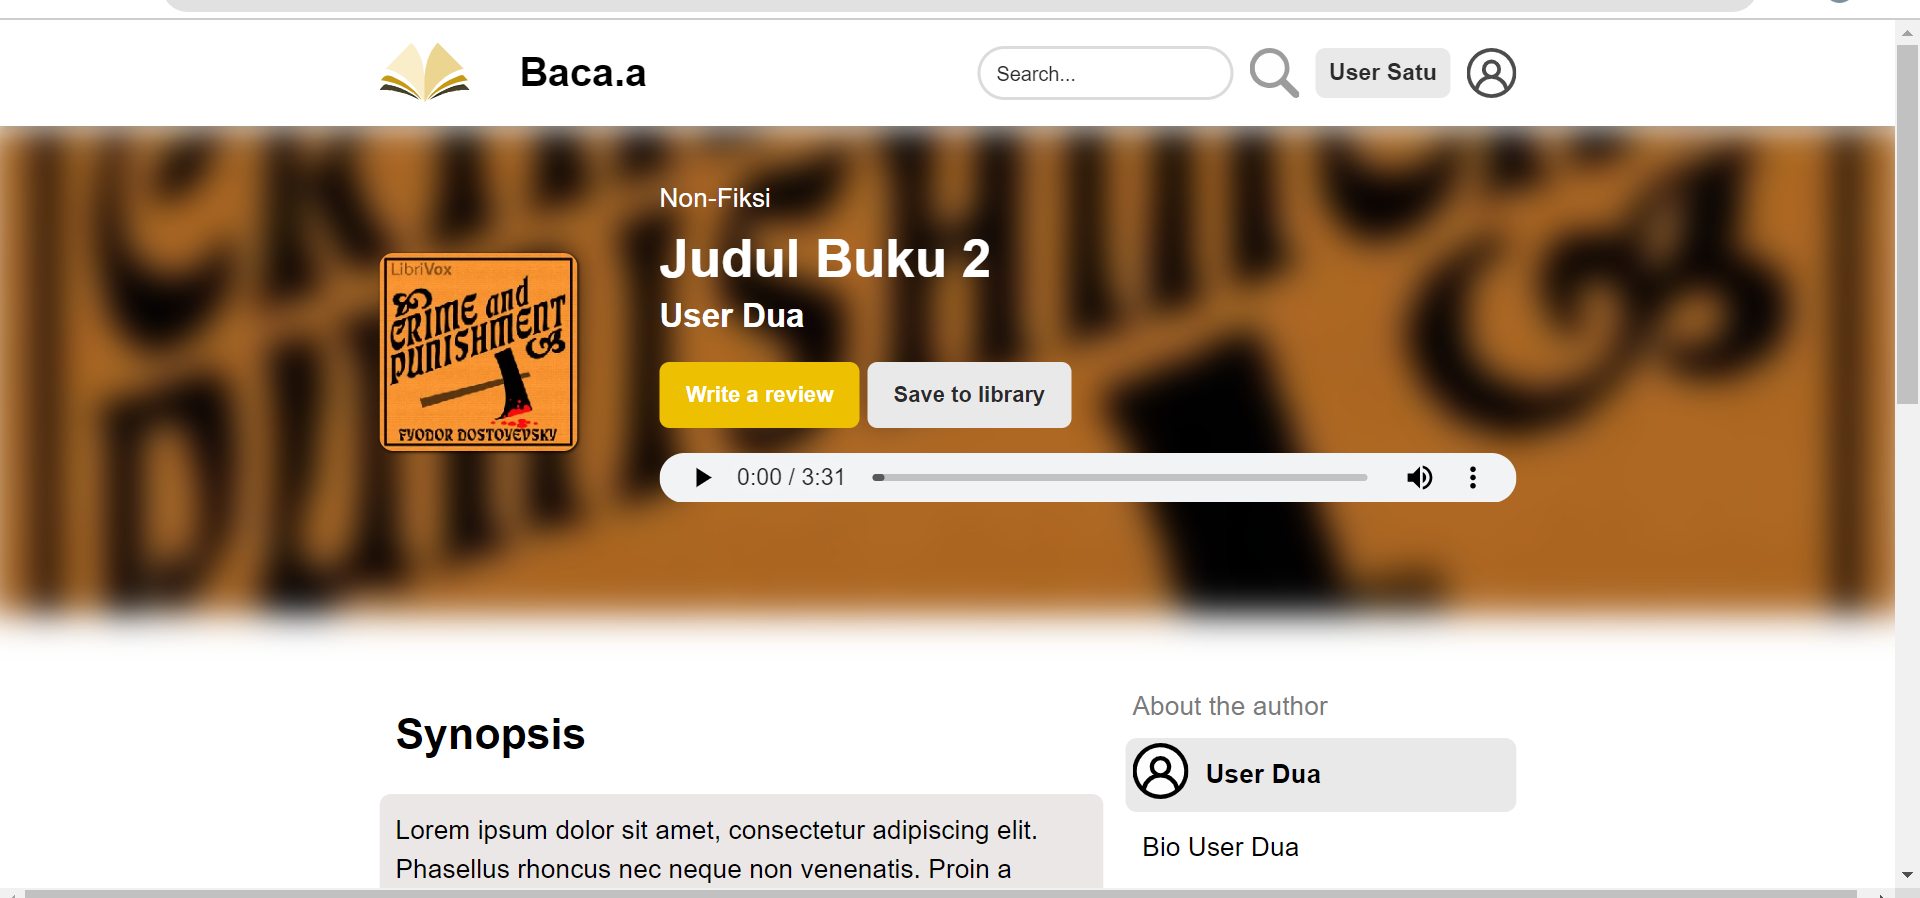 Baca.a
Search...
User Satu
Non-Fiksi
Judul Buku 2
User Dua
LibriVox
CRIME and
PUNISHMENT
FYODOR DOSTOYEVSKY
Write a review
Save to library
0:00 / 3:31
Synopsis
Lorem ipsum dolor sit amet, consectetur adipiscing elit.
Phasellus rhoncus nec neque non venenatis. Proin a
About the author
User Dua
Bio User Dua